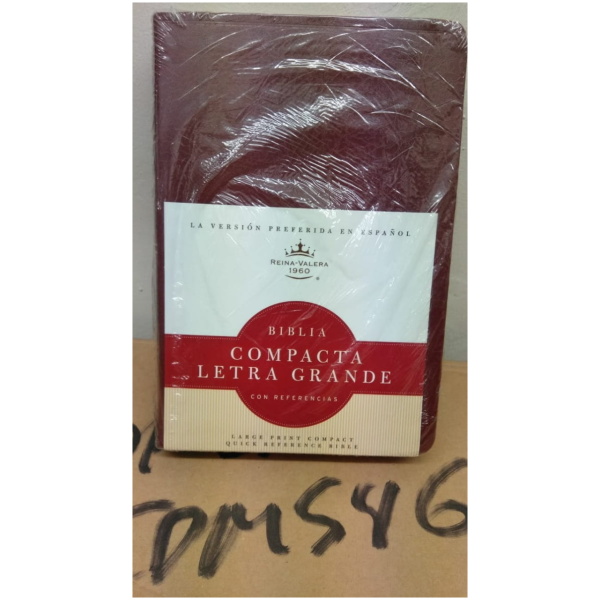 LA VERSIÓN PREFERIDA EN ESPAÑOL
REINA-VALERA
1960
®
BIBLIA
COMPACTA
LETRA GRANDE
CON REFERENCIAS
LARGE PRINT COMPACT
QUICK REFERENCE BIBLE